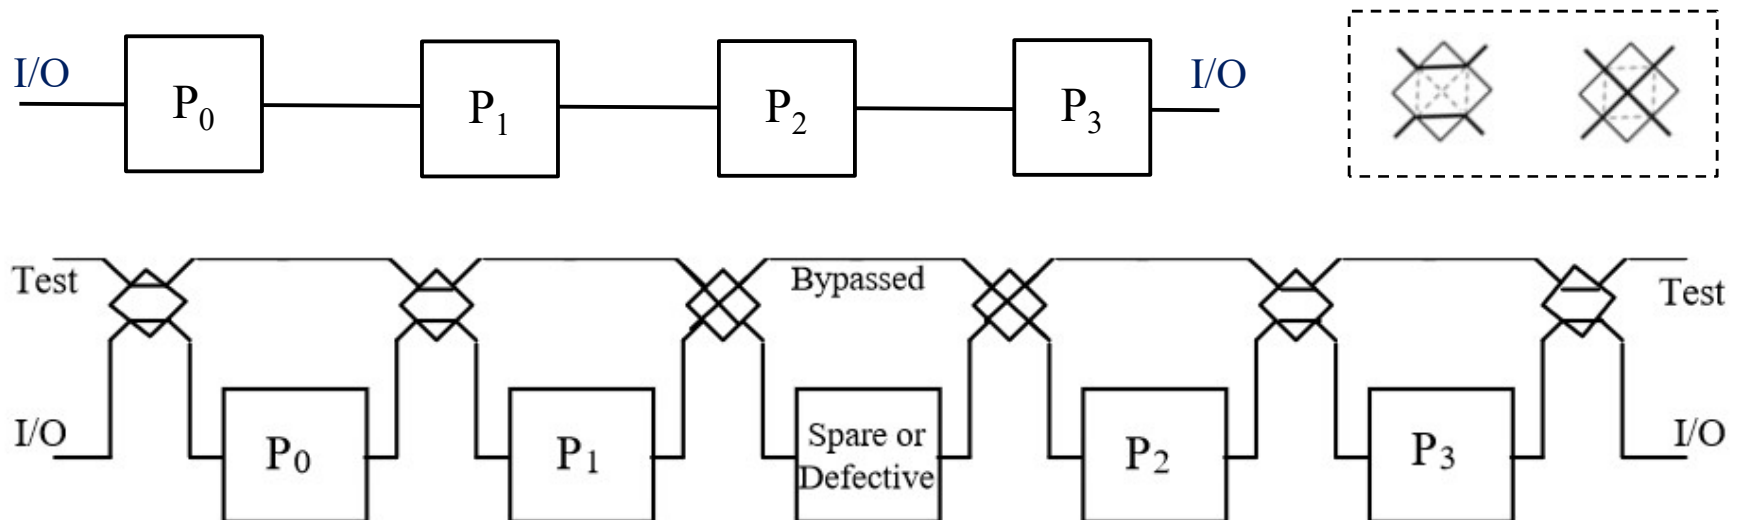 I/O
P0
P1
P2
P3
I/O
Test
Bypassed
Test
I/O
P0
P1
Spare or
Defective
P2
P3
I/O